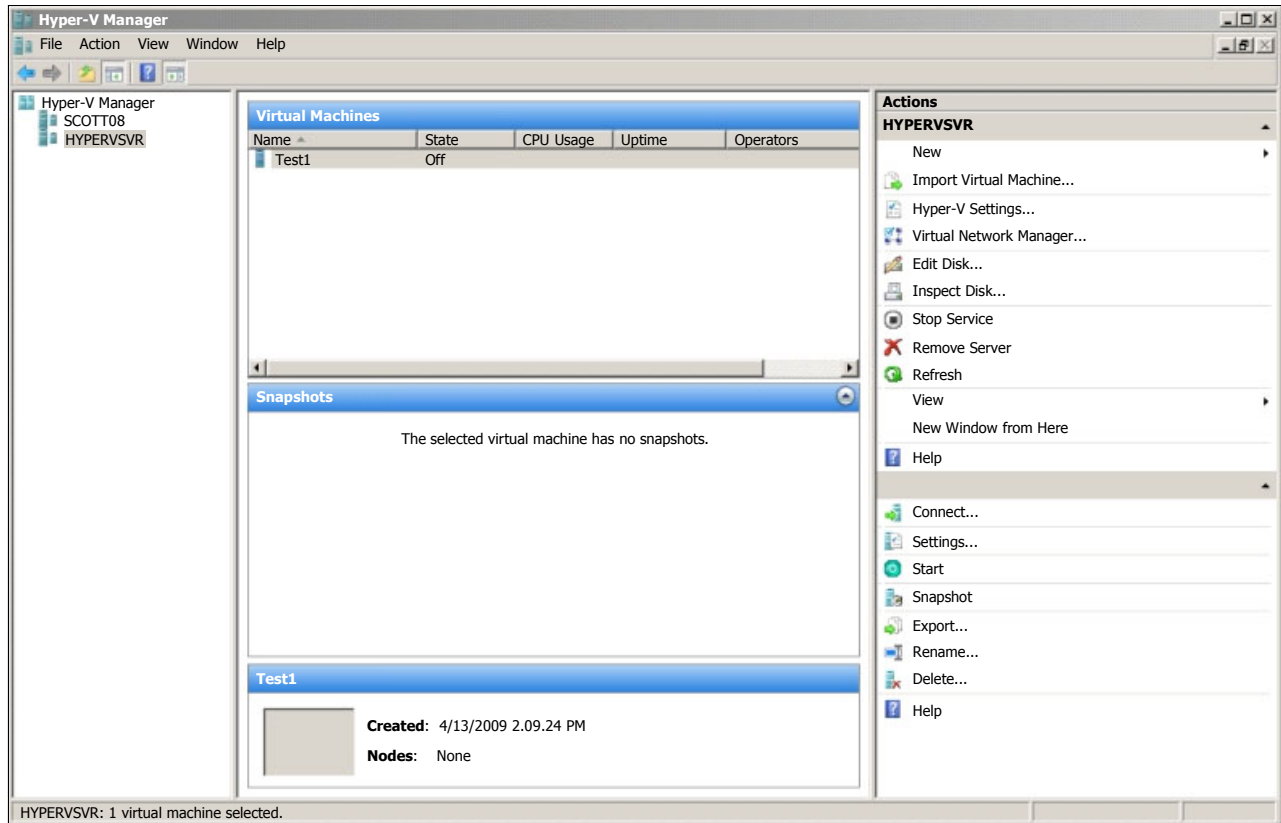 Hyper-V Manager
File Action View Window Help
Hyper-V Manager
SCOTT08
HYPERVSVR
Virtual Machines
Name State CPU Usage Uptime Operators
Test1 Off
Snapshots
The selected virtual machine has no snapshots.
Test1
Created: 4/13/2009 2.09.24 PM
Nodes: None
Actions
HYPERVSVR
New
Import Virtual Machine...
Hyper-V Settings...
Virtual Network Manager...
Edit Disk...
Inspect Disk...
Stop Service
Remove Server
Refresh
View
New Window from Here
Help
Connect...
Settings...
Start
Snapshot
Export...
Rename...
Delete...
Help
HYPERVSVR: 1 virtual machine selected.